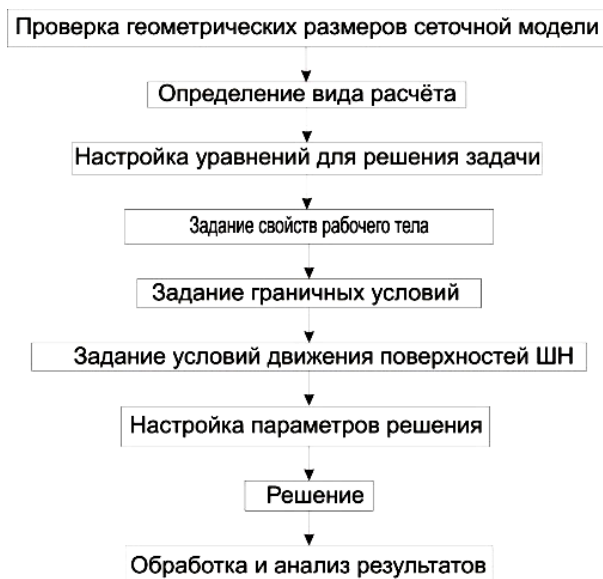 Проверка геометрических размеров сеточной модели
Определение вида расчёта
Настройка уравнений для решения задачи
Задание свойств рабочего тела
Задание граничных условий
Задание условий движения поверхностей ШН
Настройка параметров решения
Решение
Обработка и анализ результатов